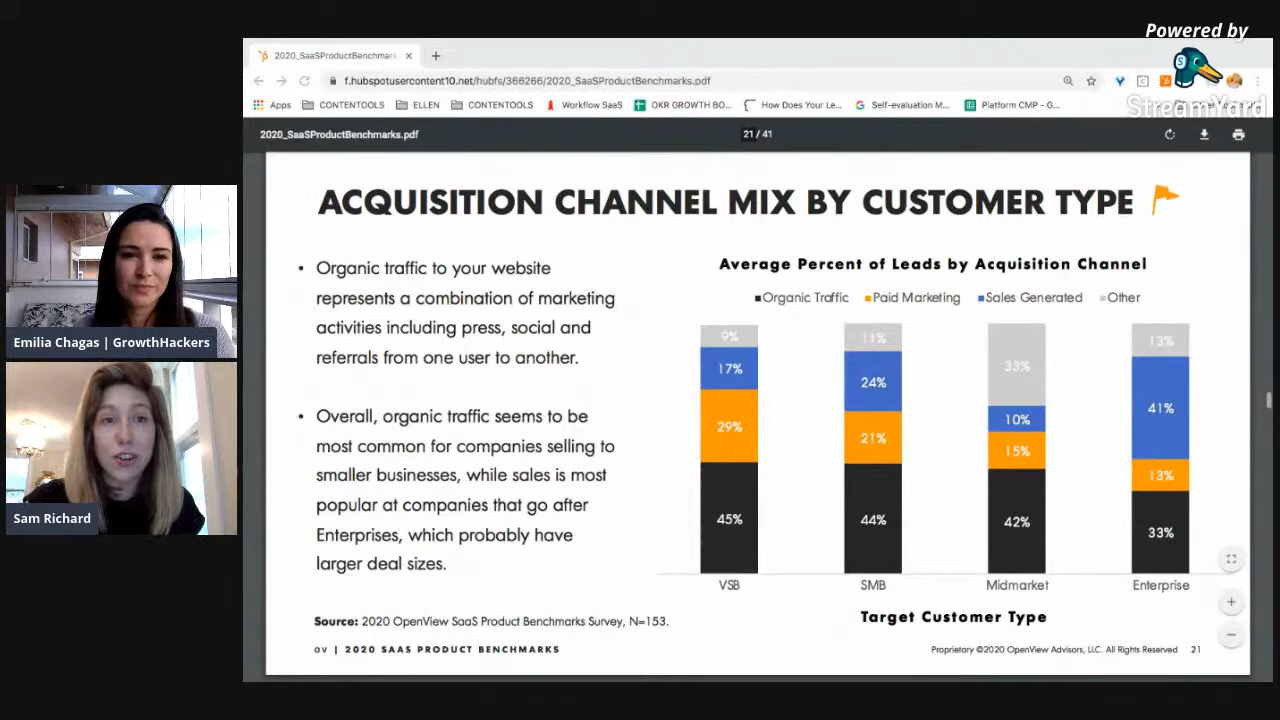 Powered by
StreamYard
2020_SaaSProductBenchmar
f.hubspotusercontent10.net/hubfs/366266/2020_SaaSProductBenchmarks.pdf
Apps CONTENTOOLS ELLEN CONTENTOOLS Workflow SaaS OKR GROWTH BO... How Does Your Le... Self-evaluation M... Platform CMP - G...
2020_SaaSProductBenchmarks.pdf 21 / 41
ACQUISITION CHANNEL MIX BY CUSTOMER TYPE
• Organic traffic to your website
represents a combination of marketing
activities including press, social and
referrals from one user to another.
• Overall, organic traffic seems to be
most common for companies selling to
smaller businesses, while sales is most
popular at companies that go after
Enterprises, which probably have
larger deal sizes.
Average Percent of Leads by Acquisition Channel
Organic Traffic Paid Marketing Sales Generated Other
9% 11% 33% 13%
17% 24% 10% 41%
29% 21% 15% 13%
45% 44% 42% 33%
VSB SMB Midmarket Enterprise
Target Customer Type
Source: 2020 OpenView SaaS Product Benchmarks Survey, N=153.
OV | 2020 SAAS PRODUCT BENCHMARKS
Proprietary ©2020 OpenView Advisors, LLC. All Rights Reserved 21
Emilia Chagas | GrowthHackers
Sam Richard